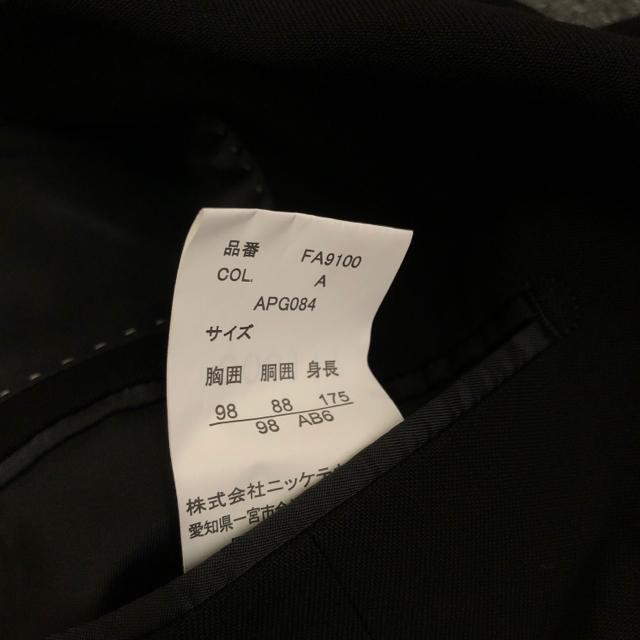 品番 FA9100
COL. A
APG084
サイズ
胸囲 胴囲 身長
98 88 175
98 AB6
株式会社ニッケテ
愛知県一宮市